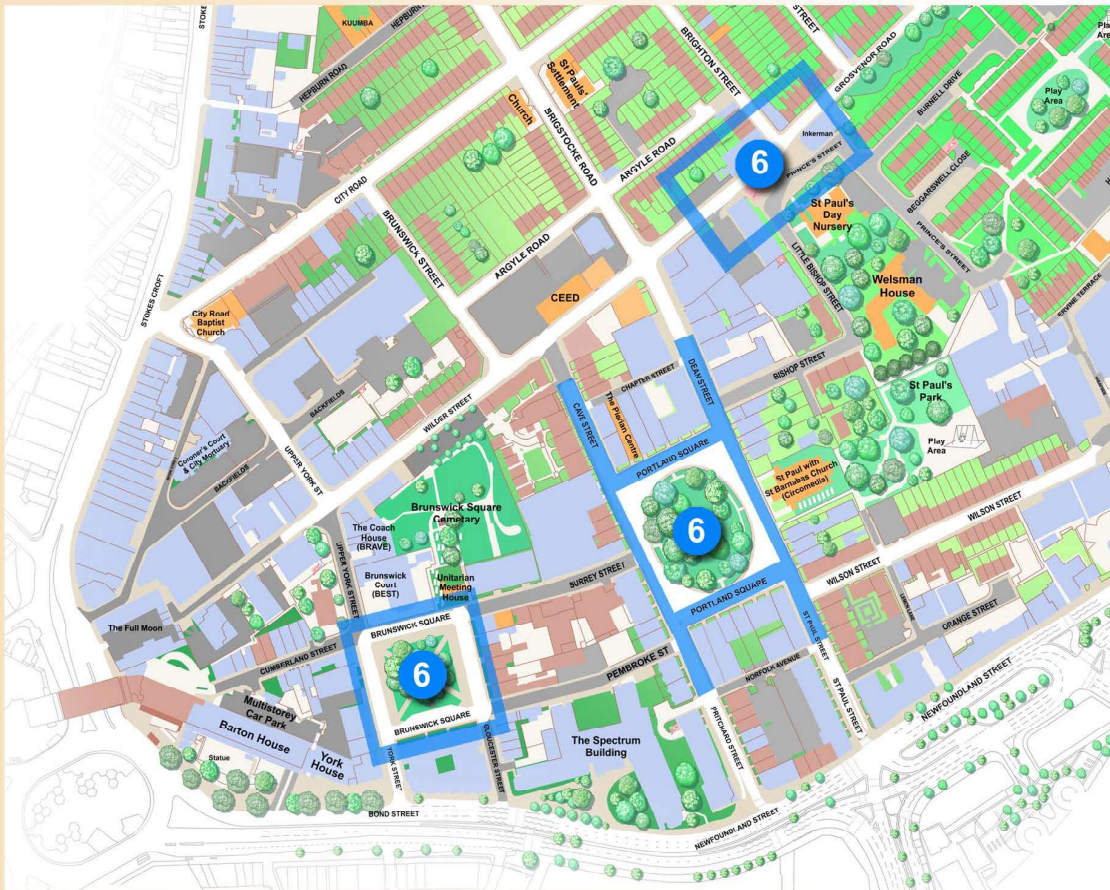 STOKES
KUUMBA
HEPBURN
HEPBURN ROAD
St Pauls'
Settlement
Church
BRIGSTOCKE ROAD
BRIGHTON STREET
STREET
GROSVENOR ROAD
BURNELL DRIVE
Play
Area
Inkerman
PRINCE'S STREET
6
ARGYLE ROAD
CITY ROAD
BRUNSWICK STREET
ARGYLE ROAD
BEGGARSWELL CLOSE
St Paul's
Day
Nursery
PRINCE'S STREET
LITTLE BISHOP STREET
Welsman
House
STOKES CROFT
CEED
City Road
Baptist
Church
BACKFIELDS
WILDER STREET
CHAPTER STREET
DEAN STREET
BISHOP STREET
CAVE STREET
The Pierian Centre
St Paul's
Park
Play
Area
Coroner's Court
& City Mortuary
BACKFIELDS
UPPER YORK ST
PORTLAND SQUARE
St Paul with
St Barnabas Church
(Circomedia)
WILSON STREET
Brunswick Square
Cemetary
6
The Coach
House
(BRAVE)
UPPER YORK STREET
Brunswick
Court
(BEST)
Unitarian
Meeting
House
SURREY STREET
PORTLAND SQUARE
WILSON STREET
ST PAUL STREET
ORANGE STREET
The Full Moon
CUMBERLAND STREET
BRUNSWICK SQUARE
6
BRUNSWICK SQUARE
PEMBROKE ST
NORFOLK AVENUE
ST PAUL STREET
NEWFOUNDLAND STREET
Multistorey
Car Park
Barton House
York
House
Statue
YORK STREET
GLOUCESTER STREET
The Spectrum
Building
PRITCHARD STREET
BOND STREET
NEWFOUNDLAND STREET